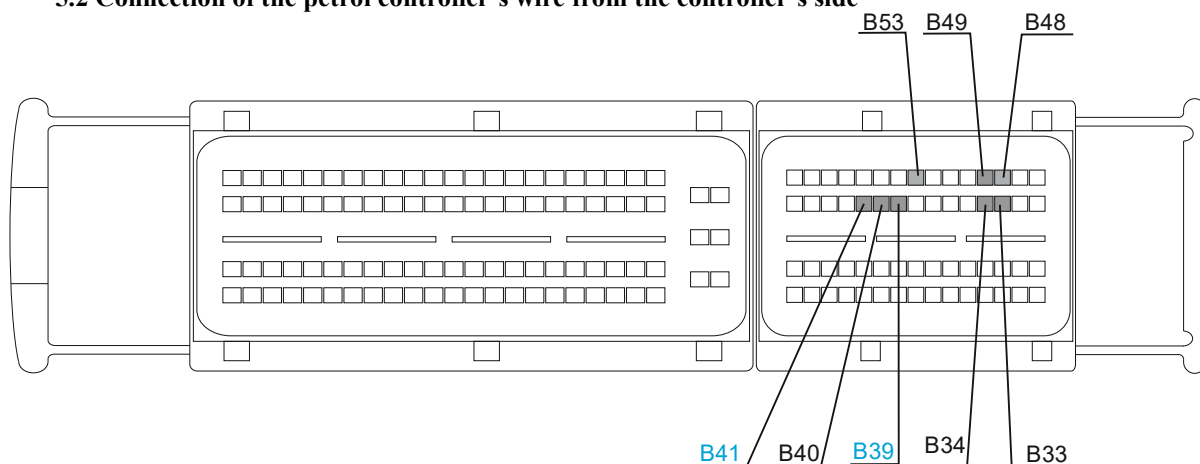 5.2 Connection of the petrol controller's wire from the controller's side
B53 B49 B48
B41 B40 B39 B34 B33